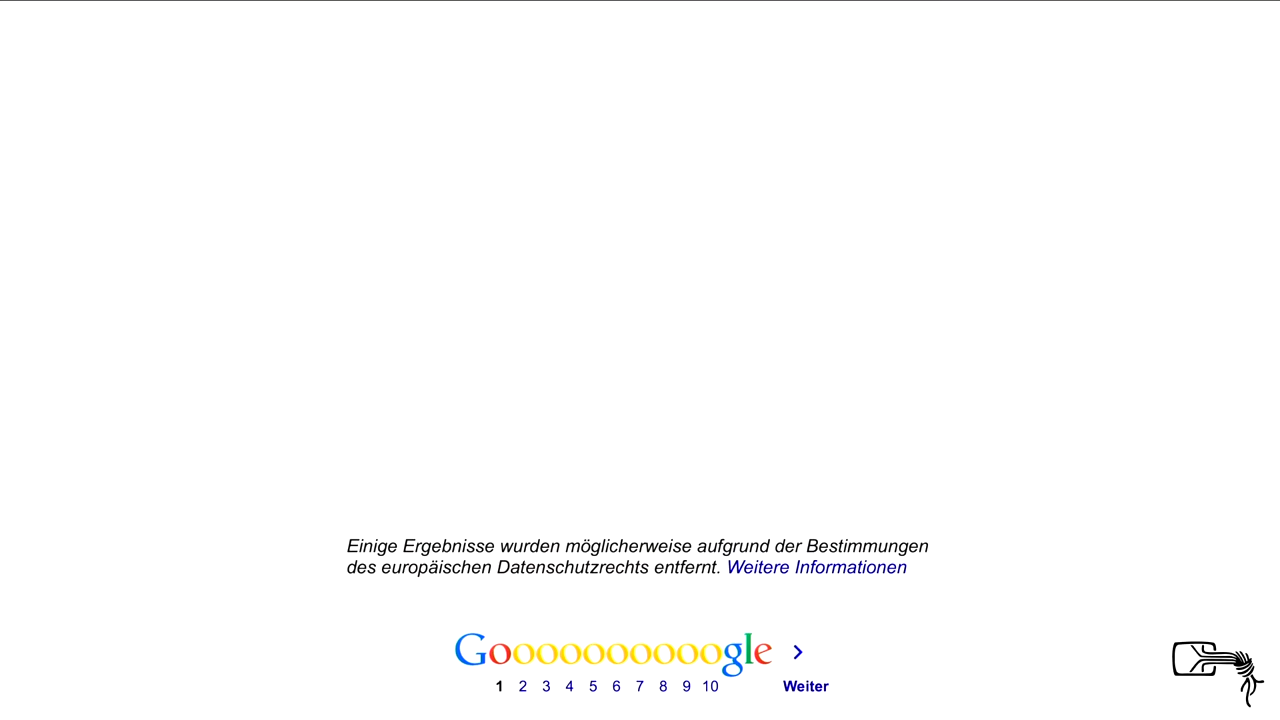 Einige Ergebnisse wurden möglicherweise aufgrund der Bestimmungen
des europäischen Datenschutzrechts entfernt. Weitere Informationen
Goooooooooogle >
1 2 3 4 5 6 7 8 9 10 Weiter